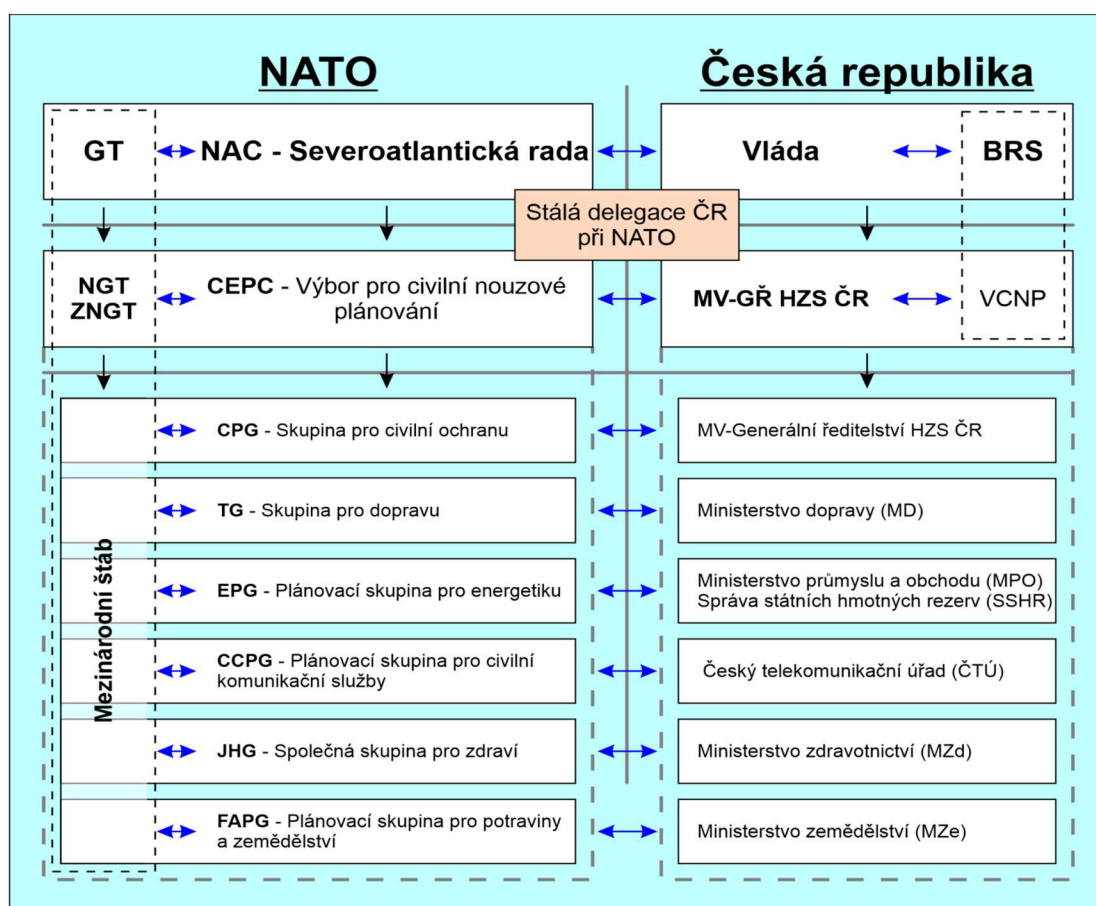 NATO
Česká republika
GT
NAC - Severoatlantická rada
Vláda
BRS
Stálá delegace ČR
při NATO
NGT
ZNGT
CEPC - Výbor pro civilní nouzové
plánování
MV-GŘ HZS ČR
VCNP
Mezinárodní štáb
CPG - Skupina pro civilní ochranu
MV-Generální ředitelství HZS ČR
TG - Skupina pro dopravu
Ministerstvo dopravy (MD)
EPG - Plánovací skupina pro energetiku
Ministerstvo průmyslu a obchodu (MPO)
Správa státních hmotných rezerv (SSHR)
CCPG - Plánovací skupina pro civilní
komunikační služby
Český telekomunikační úřad (ČTÚ)
JHG - Společná skupina pro zdraví
Ministerstvo zdravotnictví (MZd)
FAPG - Plánovací skupina pro potraviny
a zemědělství
Ministerstvo zemědělství (MZe)